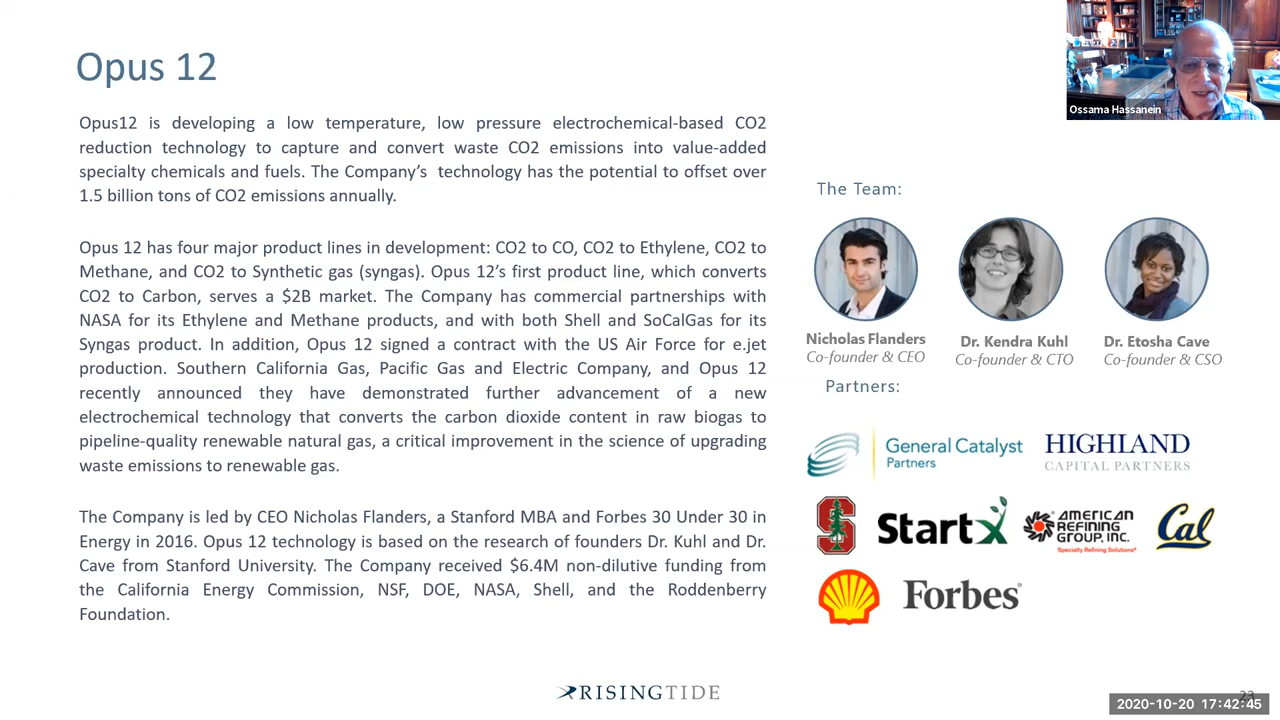 Opus 12
Ossama Hassanein
Opus12 is developing a low temperature, low pressure electrochemical-based CO2
reduction technology to capture and convert waste CO2 emissions into value-added
specialty chemicals and fuels. The Company's technology has the potential to offset over
1.5 billion tons of CO2 emissions annually.
Opus 12 has four major product lines in development: CO2 to CO, CO2 to Ethylene, CO2 to
Methane, and CO2 to Synthetic gas (syngas). Opus 12's first product line, which converts
CO2 to Carbon, serves a $2B market. The Company has commercial partnerships with
NASA for its Ethylene and Methane products, and with both Shell and SoCalGas for its
Syngas product. In addition, Opus 12 signed a contract with the US Air Force for e.jet
production. Southern California Gas, Pacific Gas and Electric Company, and Opus 12
recently announced they have demonstrated further advancement of a new
electrochemical technology that converts the carbon dioxide content in raw biogas to
pipeline-quality renewable natural gas, a critical improvement in the science of upgrading
waste emissions to renewable gas.
The Company is led by CEO Nicholas Flanders, a Stanford MBA and Forbes 30 Under 30 in
Energy in 2016. Opus 12 technology is based on the research of founders Dr. Kuhl and Dr.
Cave from Stanford University. The Company received $6.4M non-dilutive funding from
the California Energy Commission, NSF, DOE, NASA, Shell, and the Roddenberry
Foundation.
The Team:
Nicholas Flanders
Co-founder & CEO
Dr. Kendra Kuhl
Co-founder & CTO
Dr. Etosha Cave
Co-founder & CSO
Partners:
General Catalyst
Partners
HIGHLAND
CAPITAL PARTNERS
S
StartX
AMERICAN
REFINING
GROUP, INC.
Specialty Refining Solutions®
Cal
Forbes®
RISINGTIDE
23
2020-10-20 17:42:45